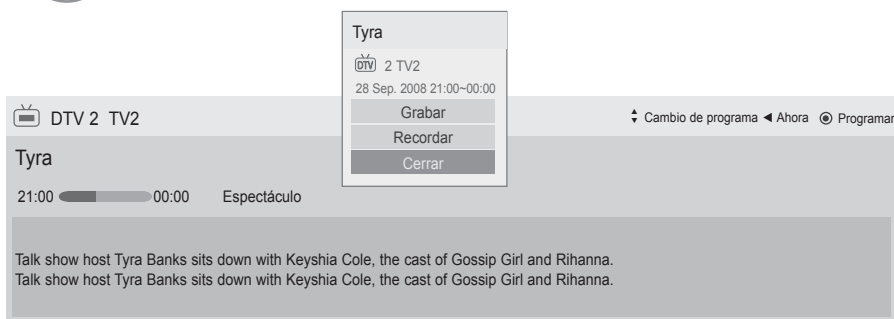 Tyra
DTV 2 TV2
28 Sep. 2008 21:00~00:00
Grabar
Recordar
Cerrar
DTV 2 TV2
Cambio de programa ◀ Ahora ◉ Programar
Tyra
21:00 00:00 Espectáculo
Talk show host Tyra Banks sits down with Keyshia Cole, the cast of Gossip Girl and Rihanna.
Talk show host Tyra Banks sits down with Keyshia Cole, the cast of Gossip Girl and Rihanna.